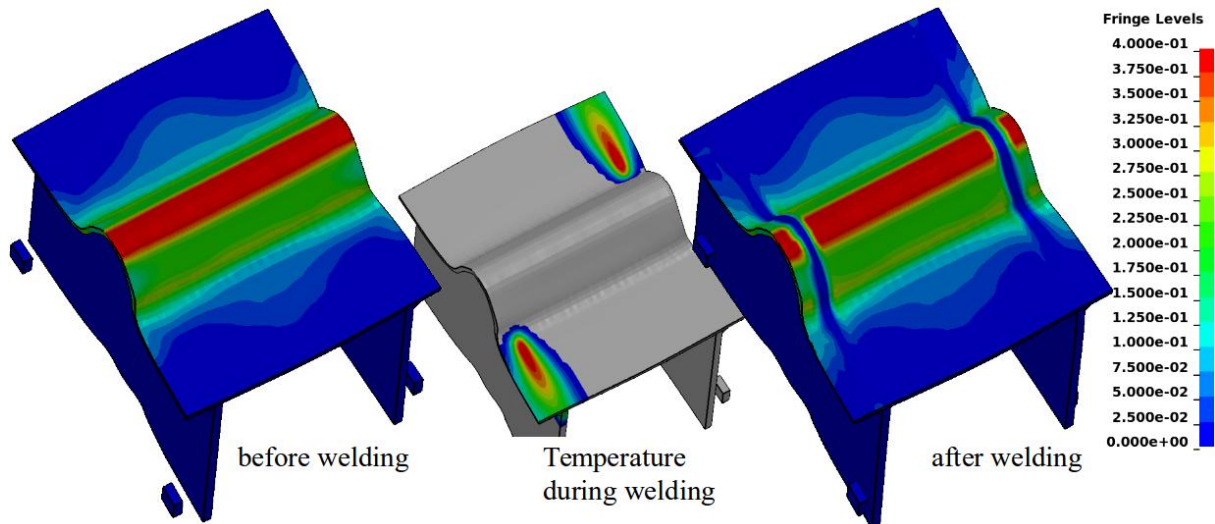 Fringe Levels
4.000e-01
3.750e-01
3.500e-01
3.250e-01
3.000e-01
2.750e-01
2.500e-01
2.250e-01
2.000e-01
1.750e-01
1.500e-01
1.250e-01
1.000e-01
7.500e-02
5.000e-02
2.500e-02
0.000e+00
before welding
Temperature
during welding
after welding